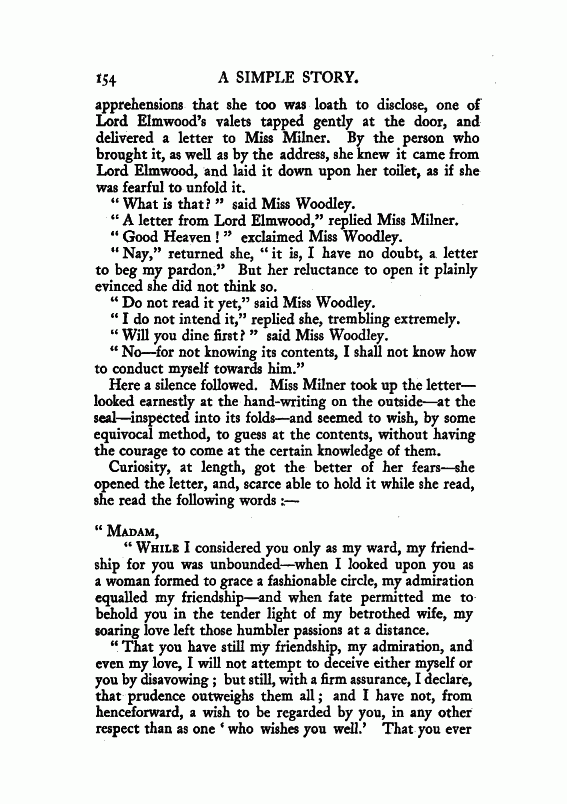 154 A SIMPLE STORY.
apprehensions that she too was loath to disclose, one of
Lord Elmwood's valets tapped gently at the door, and
delivered a letter to Miss Milner. By the person who
brought it, as well as by the address, she knew it came from
Lord Elmwood, and laid it down upon her toilet, as if she
was fearful to unfold it.
“ What is that? ” said Miss Woodley.
“ A letter from Lord Elmwood,” replied Miss Milner.
“ Good Heaven ! ” exclaimed Miss Woodley.
“ Nay,” returned she, “ it is, I have no doubt, a letter
to beg my pardon.” But her reluctance to open it plainly
evinced she did not think so.
“ Do not read it yet,” said Miss Woodley.
“ I do not intend it,” replied she, trembling extremely.
“ Will you dine first? ” said Miss Woodley.
“ No—for not knowing its contents, I shall not know how
to conduct myself towards him.”
Here a silence followed. Miss Milner took up the letter—
looked earnestly at the hand-writing on the outside—at the
seal—inspected into its folds—and seemed to wish, by some
equivocal method, to guess at the contents, without having
the courage to come at the certain knowledge of them.
Curiosity, at length, got the better of her fears—she
opened the letter, and, scarce able to hold it while she read,
she read the following words :—
“ MADAM,
“ WHILE I considered you only as my ward, my friend-
ship for you was unbounded—when I looked upon you as
a woman formed to grace a fashionable circle, my admiration
equalled my friendship—and when fate permitted me to
behold you in the tender light of my betrothed wife, my
soaring love left those humbler passions at a distance.
“ That you have still my friendship, my admiration, and
even my love, I will not attempt to deceive either myself or
you by disavowing ; but still, with a firm assurance, I declare,
that prudence outweighs them all ; and I have not, from
henceforward, a wish to be regarded by you, in any other
respect than as one ‘ who wishes you well.’ That you ever